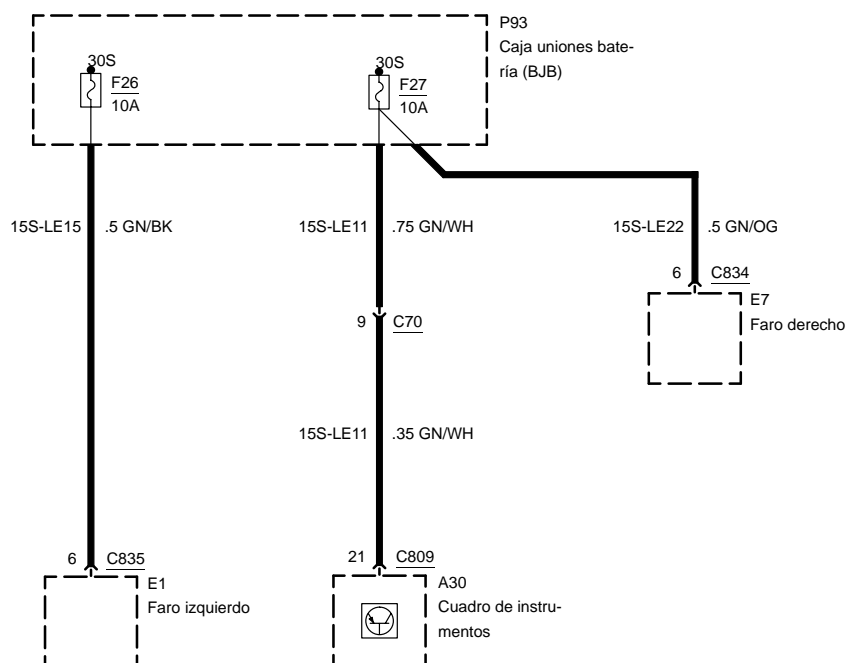 P93
Caja uniones bate-
ría (BJB)
30S
F26
10A
30S
F27
10A
15S-LE15 .5 GN/BK
15S-LE11 .75 GN/WH
15S-LE22 .5 GN/OG
6 C834
E7
Faro derecho
9 C70
15S-LE11 .35 GN/WH
6 C835
E1
Faro izquierdo
21 C809
A30
Cuadro de instru-
mentos